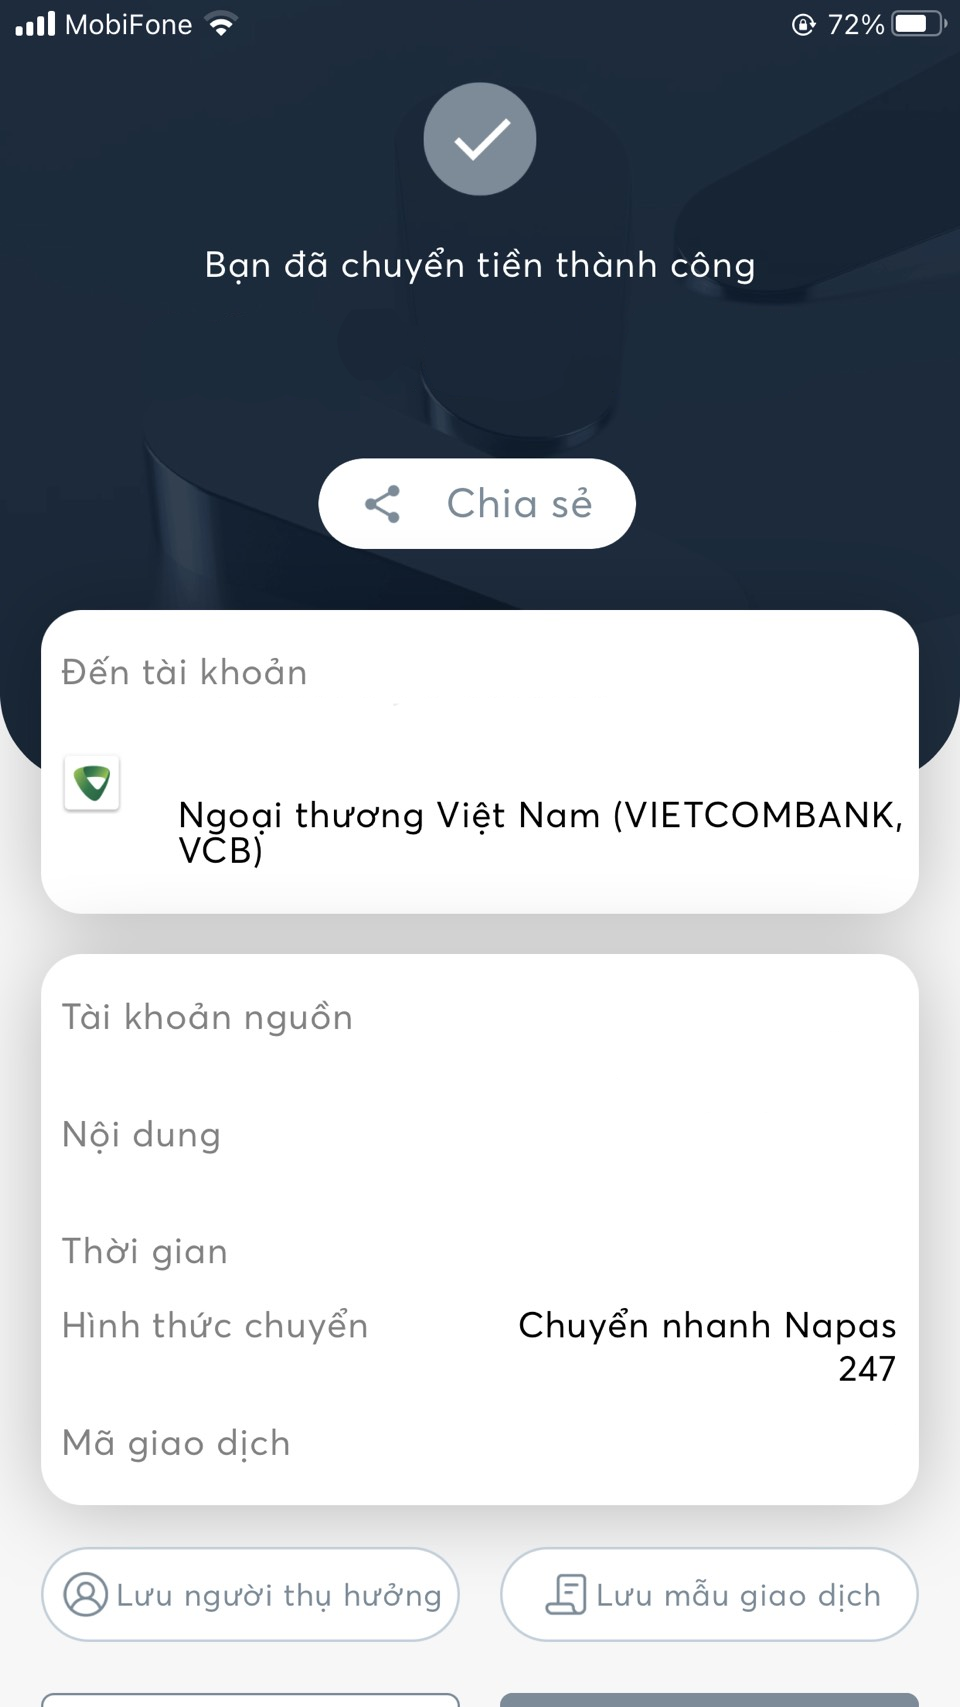 MobiFone 72%
Bạn đã chuyển tiền thành công
Chia sẻ
Đến tài khoản
Ngoại thương Việt Nam (VIETCOMBANK,
VCB)
Tài khoản nguồn
Nội dung
Thời gian
Hình thức chuyển Chuyển nhanh Napas
247
Mã giao dịch
Lưu người thụ hưởng Lưu mẫu giao dịch